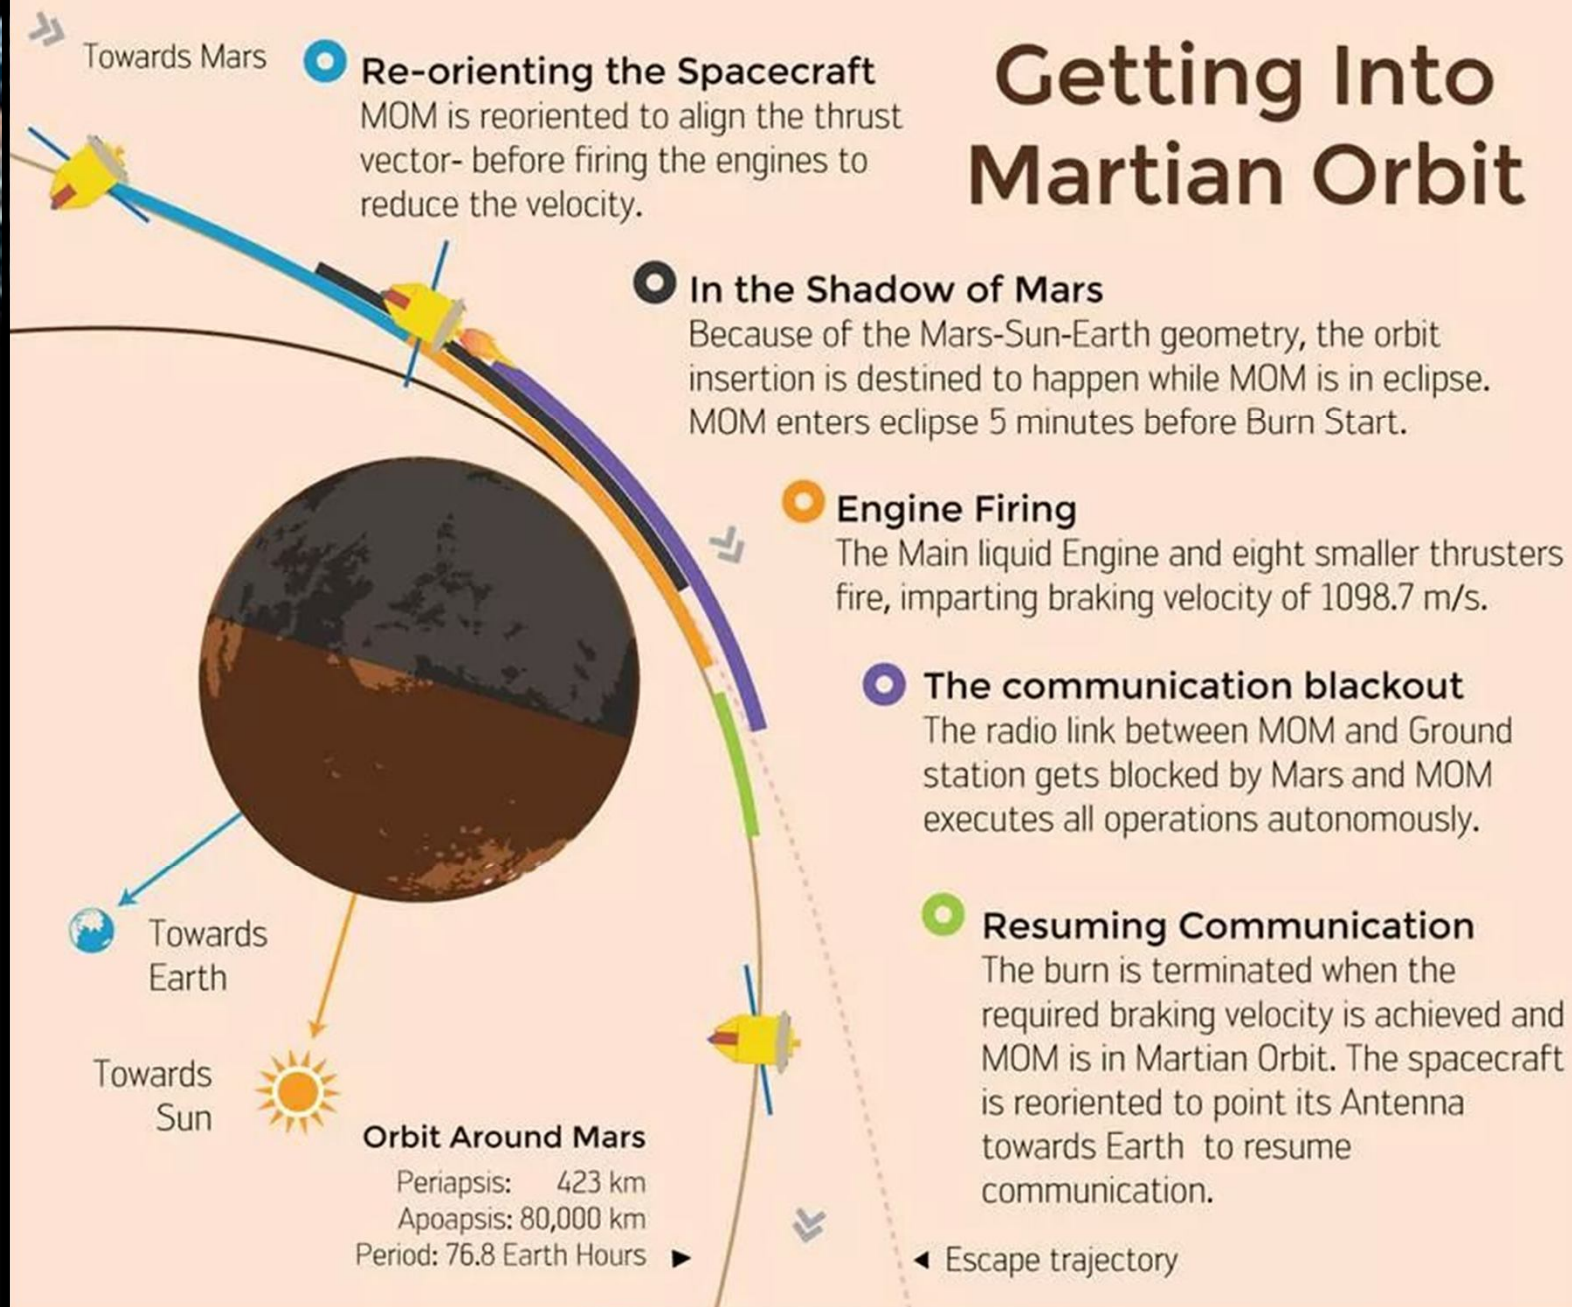 Towards Mars
Getting Into
Martian Orbit
Re-orienting the Spacecraft
MOM is reoriented to align the thrust
vector- before firing the engines to
reduce the velocity.
In the Shadow of Mars
Because of the Mars-Sun-Earth geometry, the orbit
insertion is destined to happen while MOM is in eclipse.
MOM enters eclipse 5 minutes before Burn Start.
Engine Firing
The Main liquid Engine and eight smaller thrusters
fire, imparting braking velocity of 1098.7 m/s.
The communication blackout
The radio link between MOM and Ground
station gets blocked by Mars and MOM
executes all operations autonomously.
Resuming Communication
The burn is terminated when the
required braking velocity is achieved and
MOM is in Martian Orbit. The spacecraft
is reoriented to point its Antenna
towards Earth to resume
communication.
Towards
Earth
Towards
Sun
Orbit Around Mars
Periapsis: 423 km
Apoapsis: 80,000 km
Period: 76.8 Earth Hours
Escape trajectory